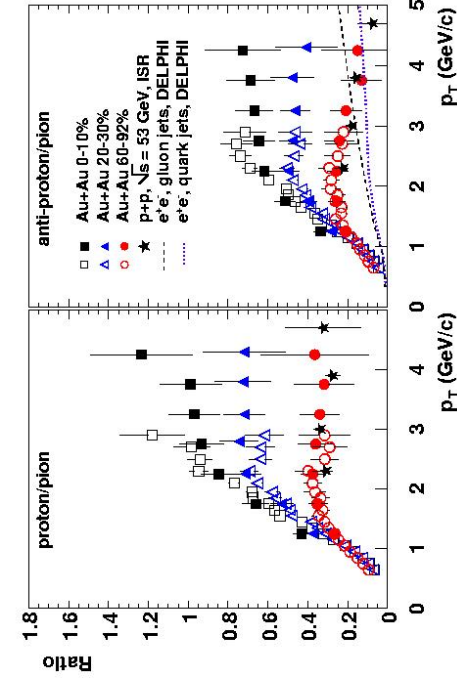 proton/pion
anti-proton/pion
Au+Au 0-10%
Au+Au 20-30%
Au+Au 60-92%
p+p, √s = 53 GeV, ISR
e⁺e⁻, gluon jets, DELPHI
e⁺e⁻, quark jets, DELPHI
Ratio
1.8
1.6
1.4
1.2
1
0.8
0.6
0.4
0.2
0
0 1 2 3 4
0 1 2 3 4 5
p_T (GeV/c)
p_T (GeV/c)